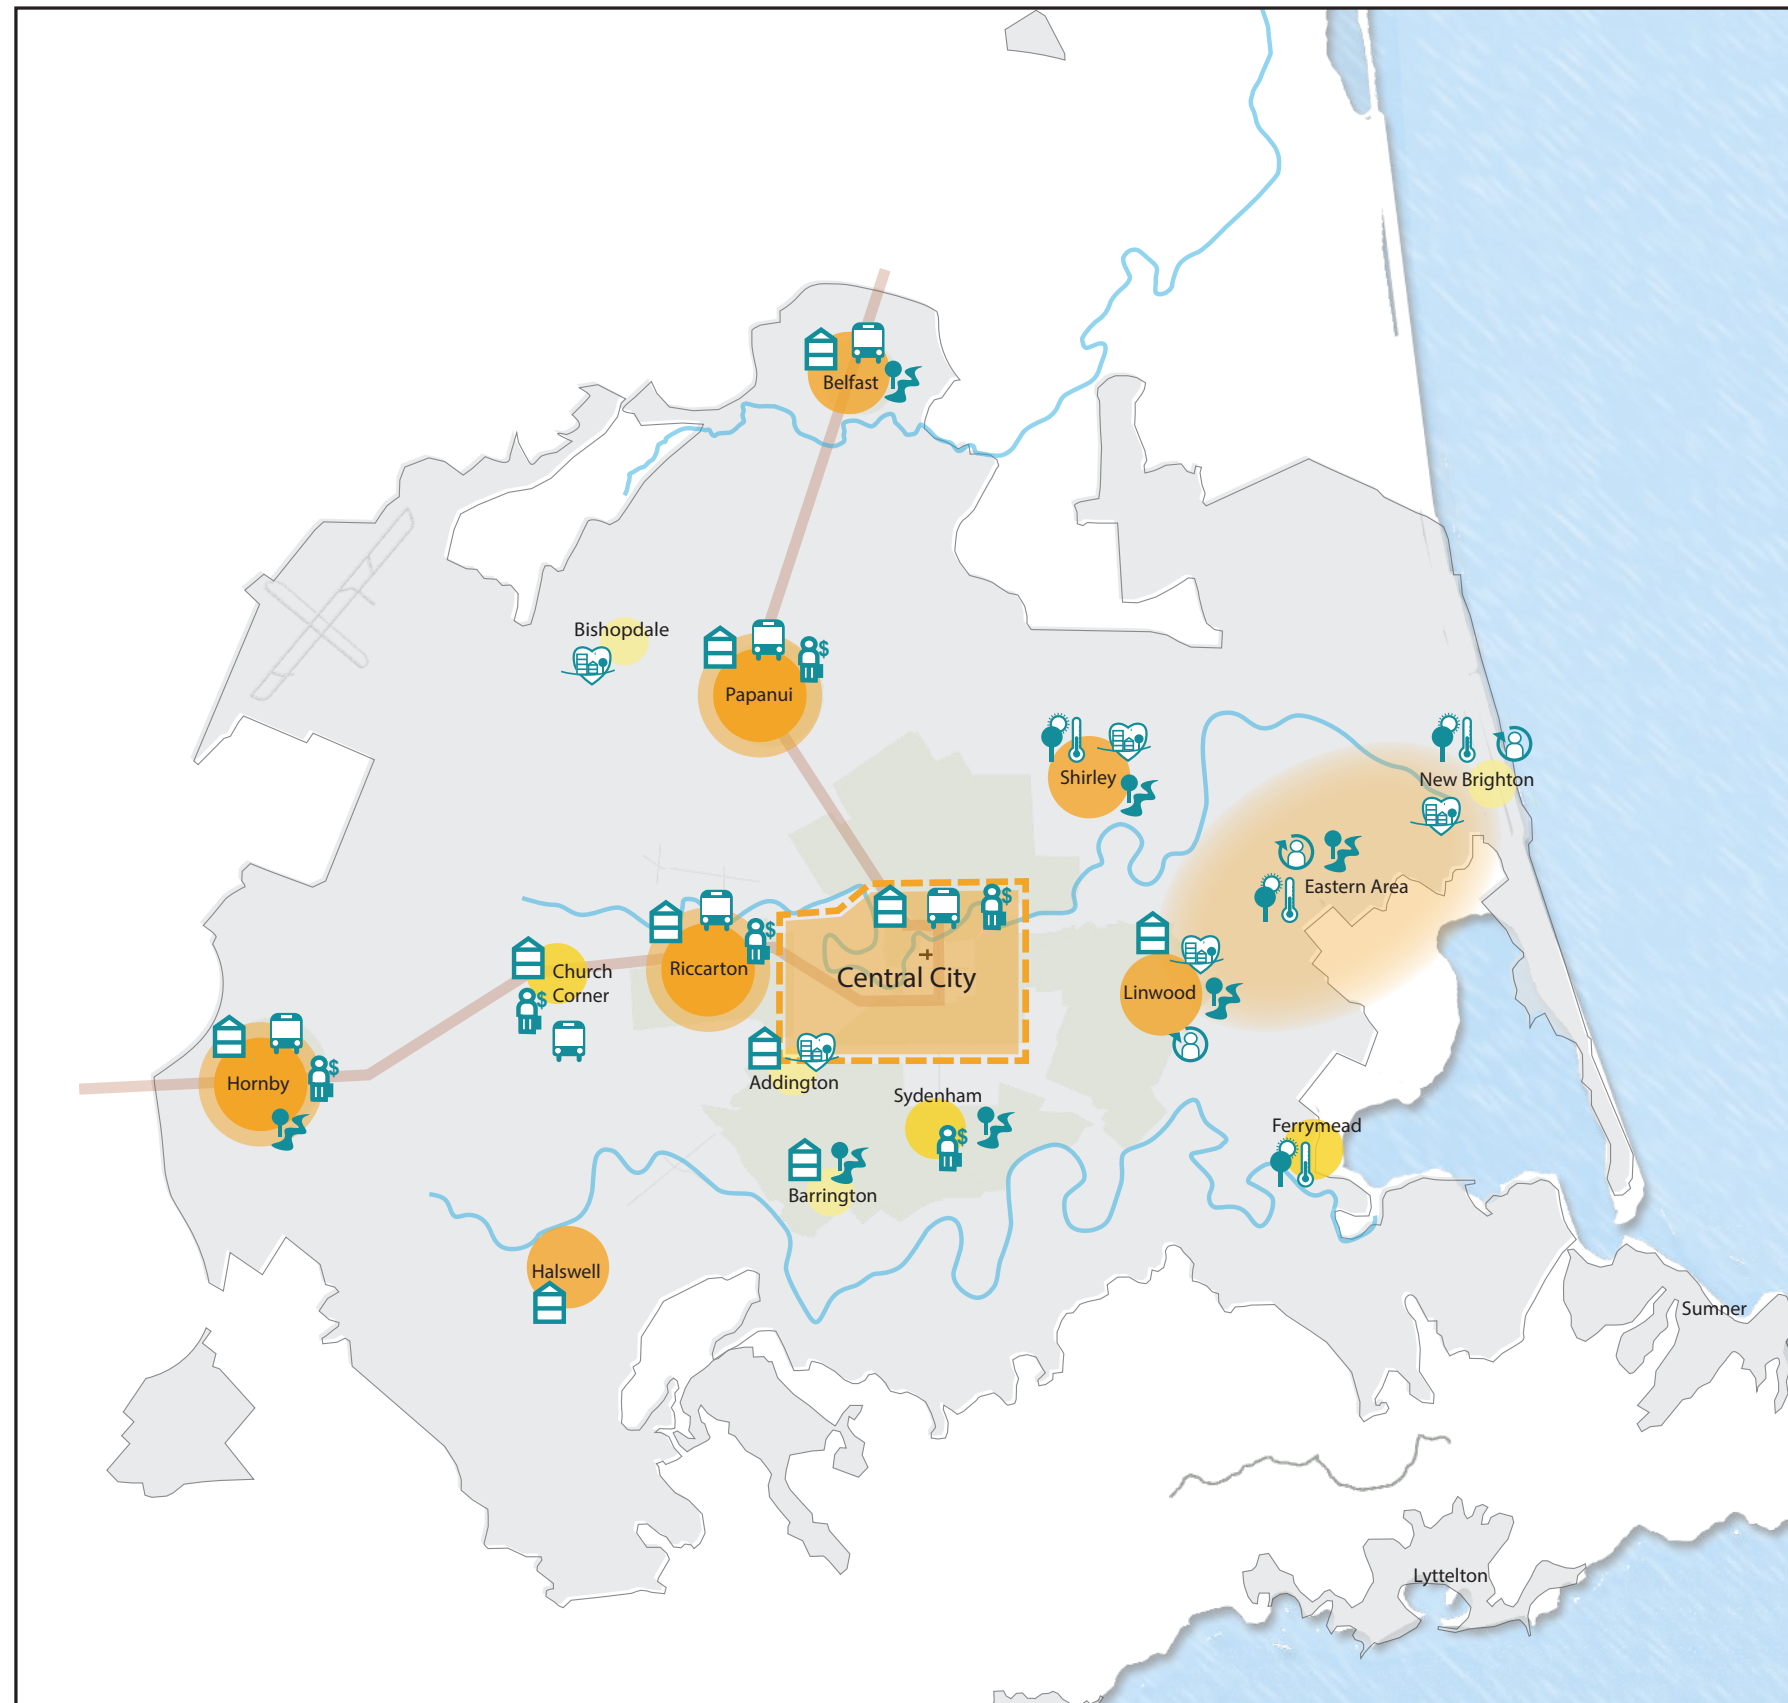 Belfast
Bishopdale
Papanui
Shirley
New Brighton
Eastern Area
Church
Corner
Riccarton
Central City
Linwood
Hornby
Addington
Sydenham
Ferrymead
Barrington
Halswell
Sumner
Lyttelton